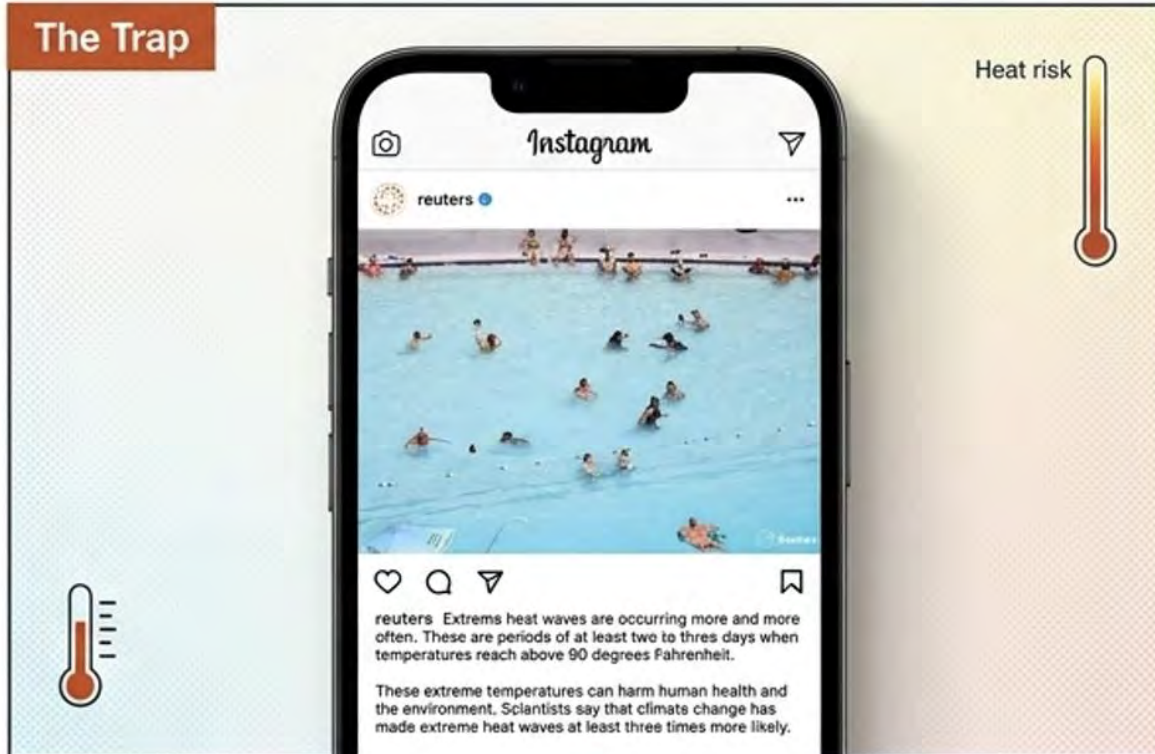 The Trap
Heat risk
Instagram
reuters
Reuters
reuters Extrems heat waves are occurring more and more
often. These are periods of at least two to thres days when
temperatures reach above 90 degrees Fahrenheit.
These extreme temperatures can harm human health and
the environment. Sciantists say that climate change has
made extreme heat waves at least three times more likely.